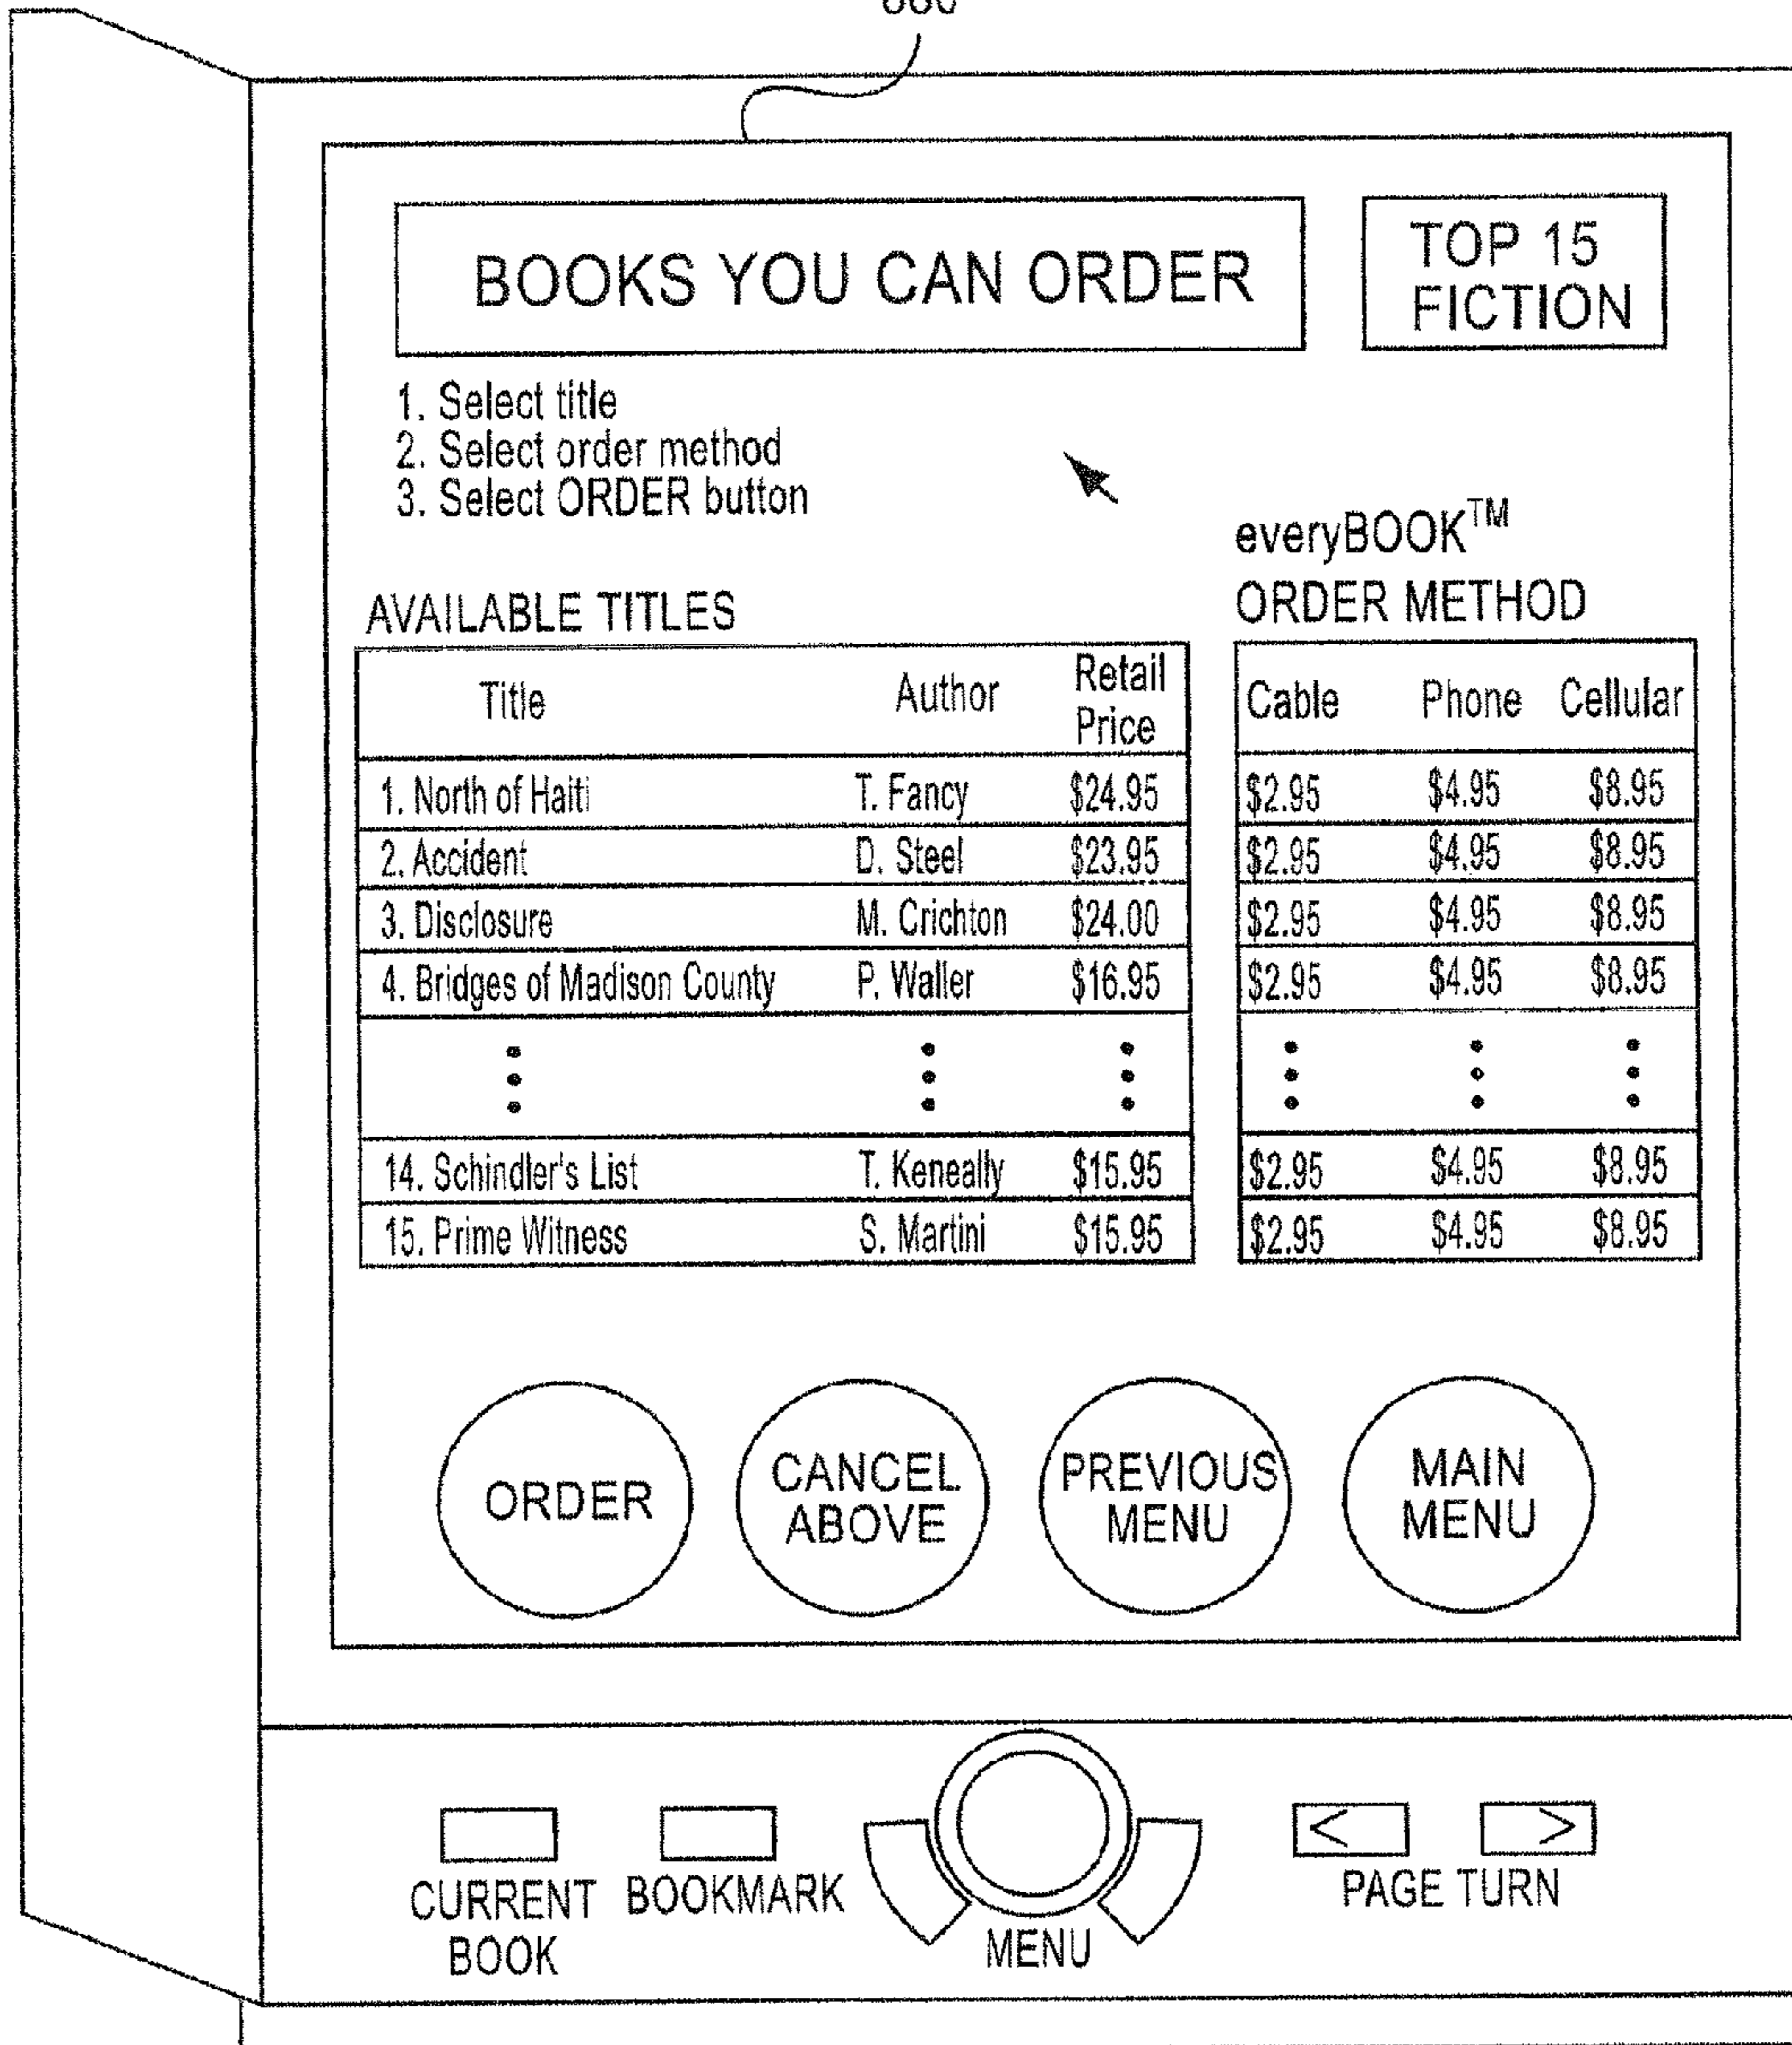 BOOKS YOU CAN ORDER
TOP 15
FICTION
1. Select title
2. Select order method
3. Select ORDER button
everyBOOK™
ORDER METHOD
AVAILABLE TITLES
Title Author Retail Price Cable Phone Cellular
1. North of Haiti T. Fancy $24.95 $2.95 $4.95 $8.95
2. Accident D. Steel $23.95 $2.95 $4.95 $8.95
3. Disclosure M. Crichton $24.00 $2.95 $4.95 $8.95
4. Bridges of Madison County P. Waller $16.95 $2.95 $4.95 $8.95
14. Schindler's List T. Keneally $15.95 $2.95 $4.95 $8.95
15. Prime Witness S. Martini $15.95 $2.95 $4.95 $8.95
ORDER
CANCEL
ABOVE
PREVIOUS
MENU
MAIN
MENU
< >
CURRENT
BOOK
BOOKMARK
MENU
PAGE TURN